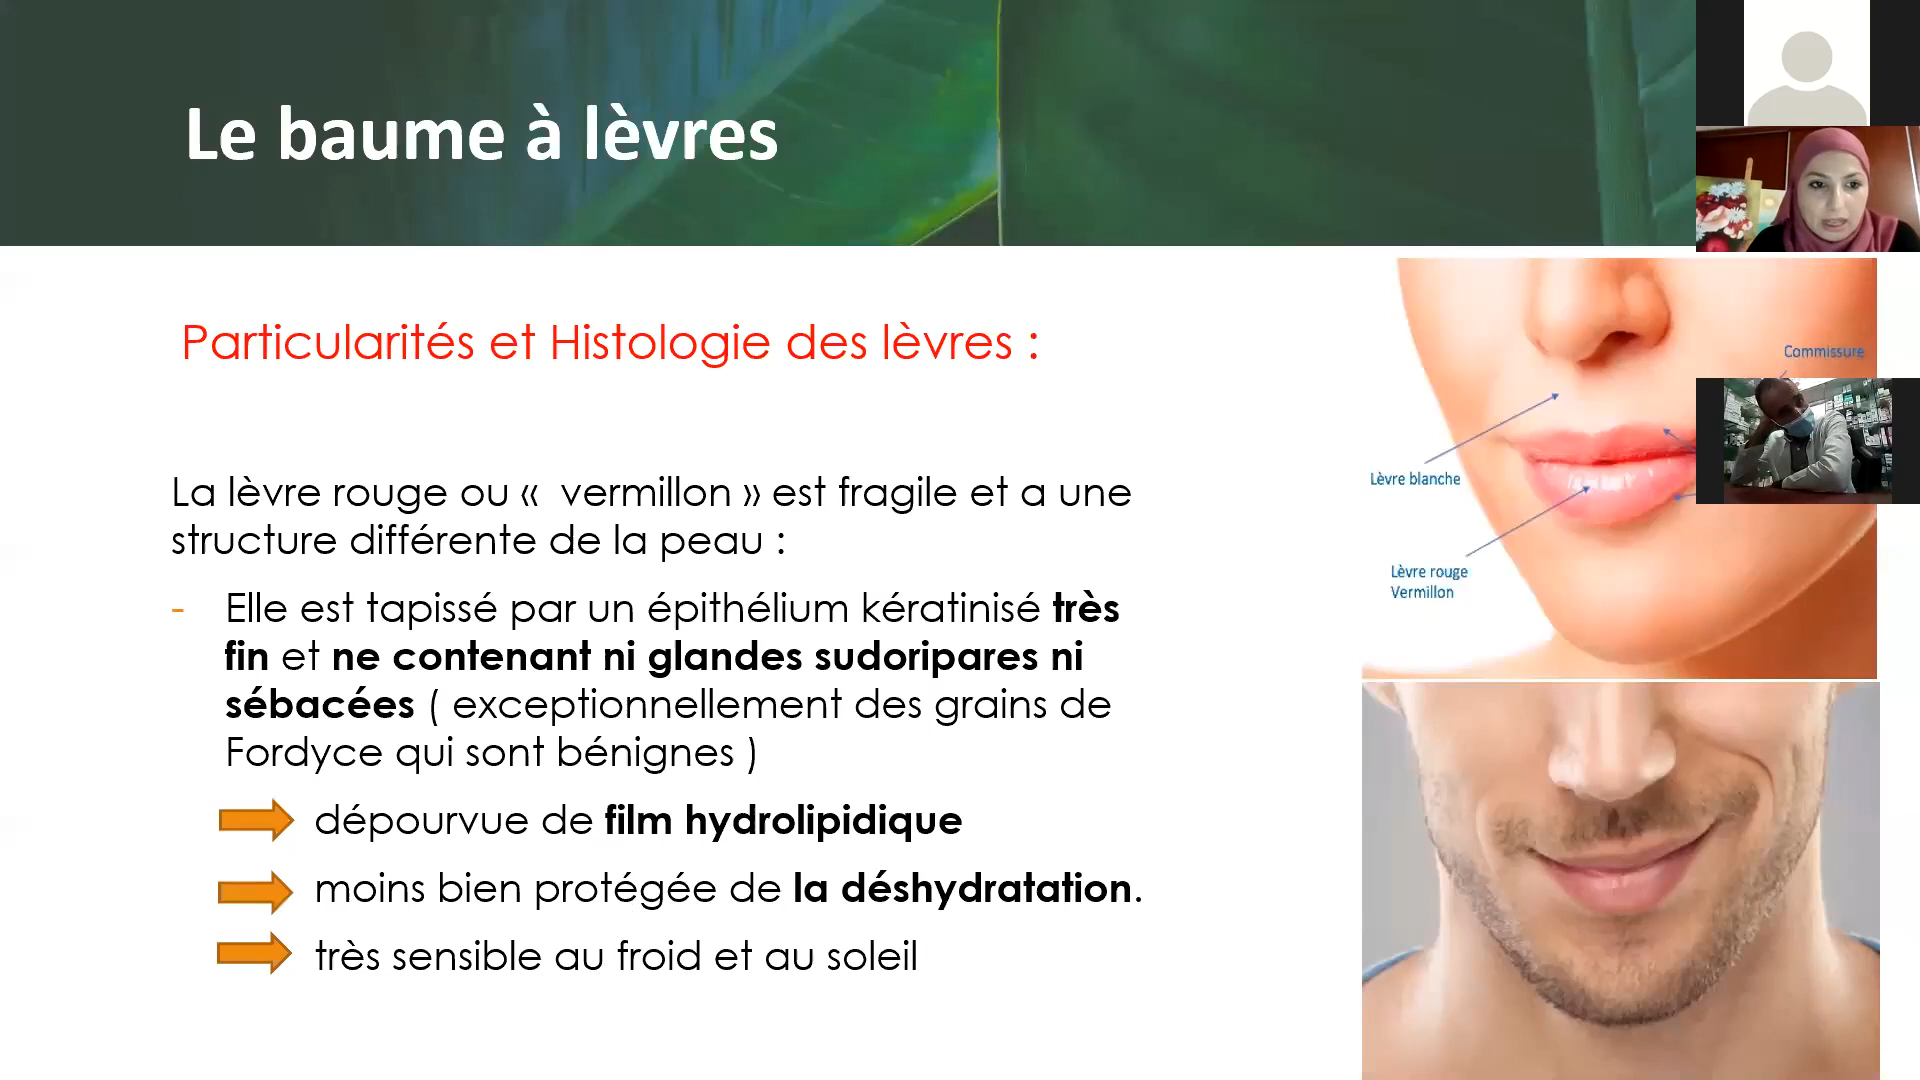 Le baume à lèvres
Particularités et Histologie des lèvres :
La lèvre rouge ou «  vermillon » est fragile et a une
structure différente de la peau :
- Elle est tapissé par un épithélium kératinisé très
fin et ne contenant ni glandes sudoripares ni
sébacées ( exceptionnellement des grains de
Fordyce qui sont bénignes )
dépourvue de film hydrolipidique
moins bien protégée de la déshydratation.
très sensible au froid et au soleil
Commissure
Lèvre blanche
Lèvre rouge
Vermillon